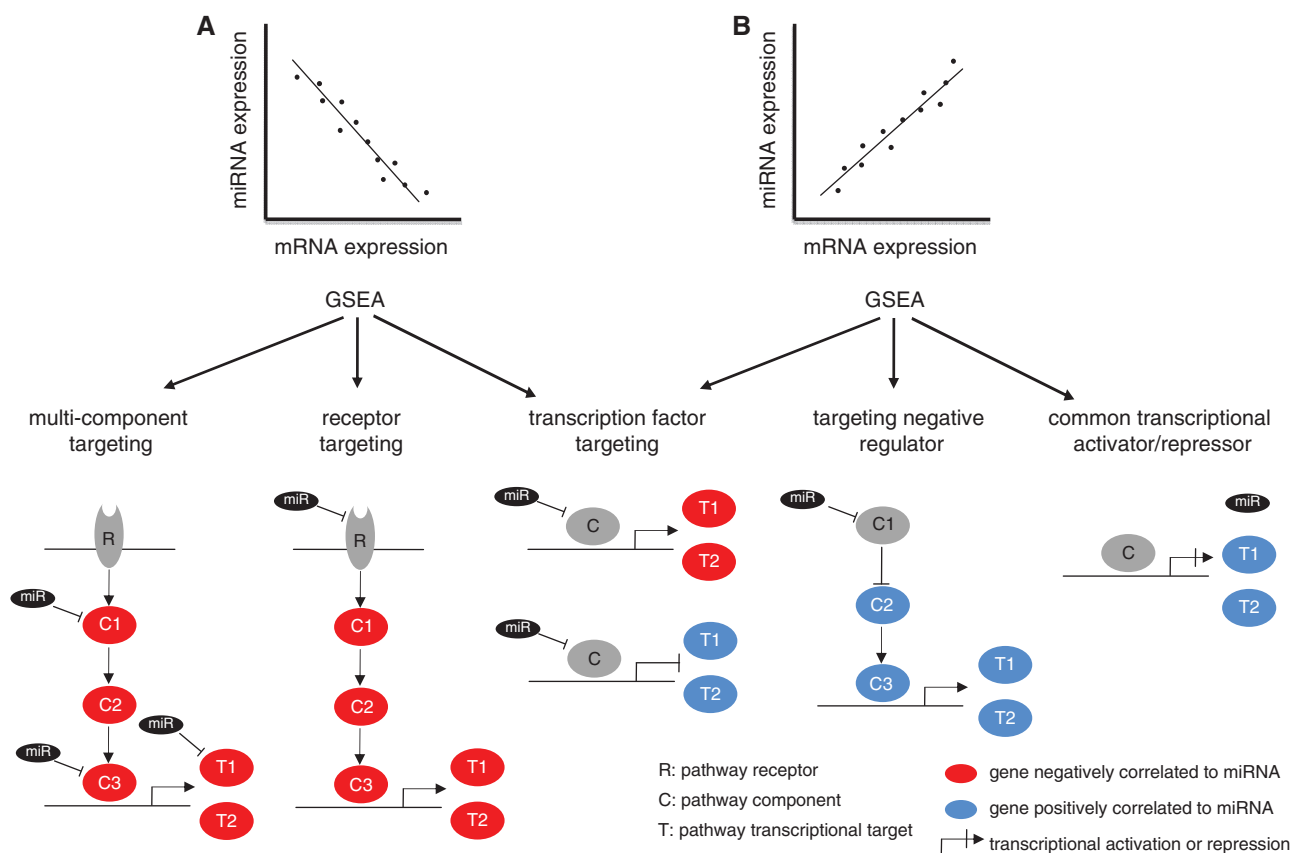 A
miRNA expression
mRNA expression
GSEA
B
miRNA expression
mRNA expression
GSEA
multi-component
targeting
receptor
targeting
transcription factor
targeting
targeting negative
regulator
common transcriptional
activator/repressor
R
miR
C1
C2
miR
miR
C3
T1
T2
miR
R
C1
C2
C3
T1
T2
miR
C
T1
T2
miR
C
T1
T2
miR
C1
C2
C3
T1
T2
miR
C
T1
T2
R: pathway receptor
C: pathway component
T: pathway transcriptional target
gene negatively correlated to miRNA
gene positively correlated to miRNA
transcriptional activation or repression